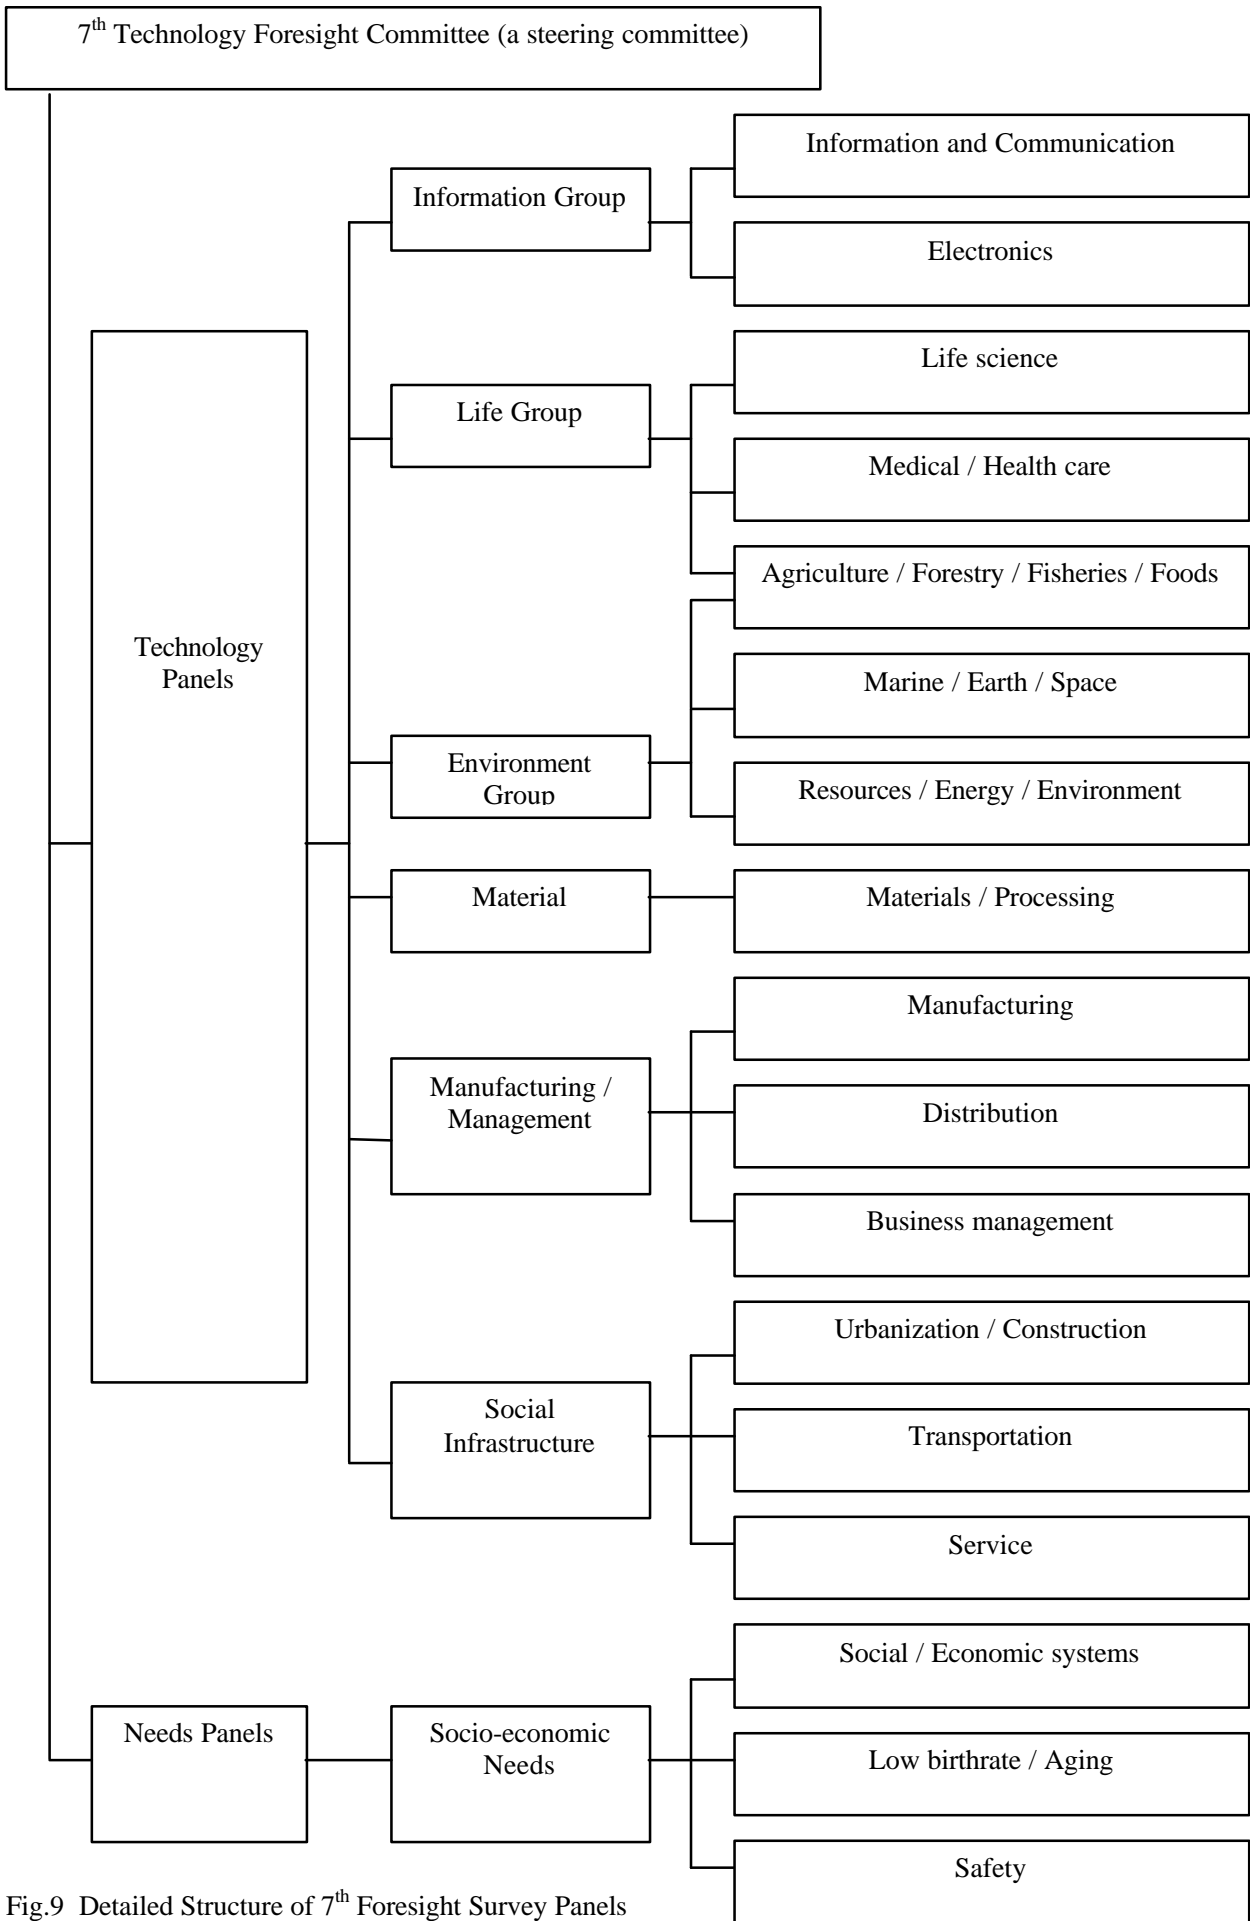 7th Technology Foresight Committee (a steering committee)
Information and Communication
Information Group
Electronics
Life science
Life Group
Medical / Health care
Agriculture / Forestry / Fisheries / Foods
Technology
Panels
Marine / Earth / Space
Environment
Group
Resources / Energy / Environment
Material
Materials / Processing
Manufacturing
Manufacturing /
Management
Distribution
Business management
Urbanization / Construction
Social
Infrastructure
Transportation
Service
Social / Economic systems
Needs Panels
Socio-economic
Needs
Low birthrate / Aging
Safety
Fig.9 Detailed Structure of 7th Foresight Survey Panels